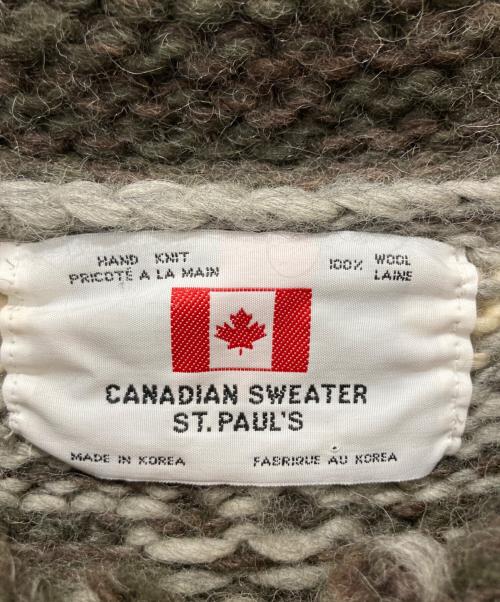 HAND KNIT
PRICOTÉ A LA MAIN
100% WOOL
LAINE
CANADIAN SWEATER
ST. PAUL'S
MADE IN KOREA
FABRIQUE AU KOREA